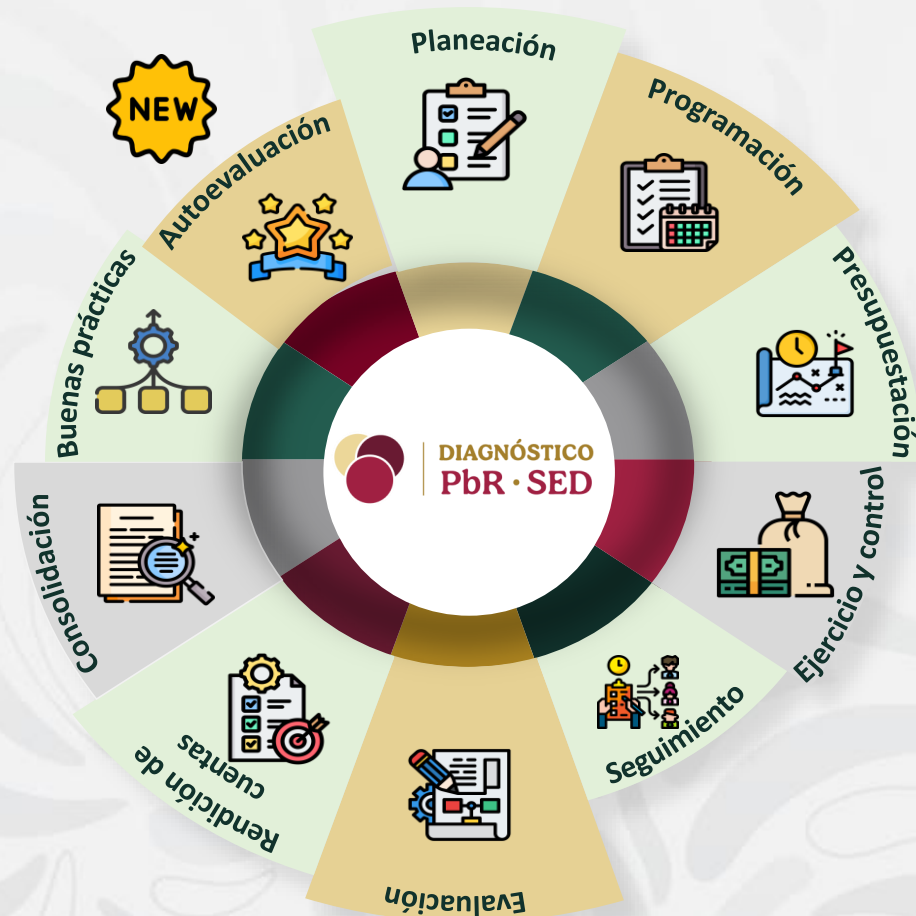 Planeación
Programación
Presupuestación
Ejercicio y control
Seguimiento
Evaluación
Rendición de
cuentas
Consolidación
Buenas prácticas
Autoevaluación
NEW
DIAGNÓSTICO
PbR · SED